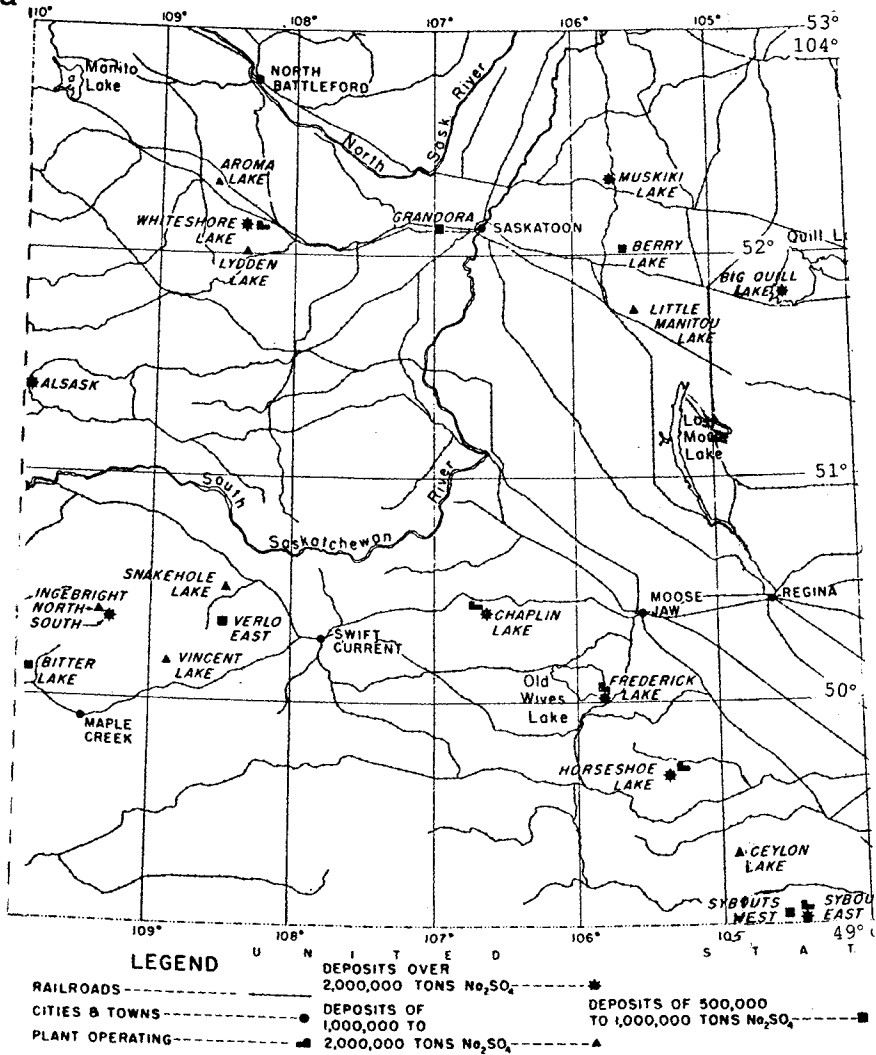 110°
109°
108°
107°
106°
105°
53°
104°
Manito
Lake
NORTH
BATTLEFORD
North
Sask River
AROMA
LAKE
MUSKIKI
LAKE
WHITESHORE
LAKE
GRANDORA
SASKATOON
LYDDEN
LAKE
BERRY
LAKE
52°
Quill L
BIG QUILL
LAKE
LITTLE
MANITOU
LAKE
ALSASK
Last
Moose
Lake
51°
South
Saskatchewan
River
SNAKEHOLE
LAKE
INGEBRIGHT
NORTH
SOUTH
VERLO
EAST
CHAPLIN
LAKE
MOOSE
JAW
REGINA
SWIFT
CURRENT
BITTER
LAKE
VINCENT
LAKE
Old
Wives
Lake
FREDERICK
LAKE
50°
MAPLE
CREEK
HORSESHOE
LAKE
CEYLON
LAKE
SYBOUTS
WEST
SYBOU
EAST
109°
108°
107°
106°
105
49°
U N I T E D S T A T
LEGEND
RAILROADS
CITIES & TOWNS
PLANT OPERATING
DEPOSITS OVER
2,000,000 TONS Na₂SO₄
DEPOSITS OF
1,000,000 TO
2,000,000 TONS Na₂SO₄
DEPOSITS OF 500,000
TO 1,000,000 TONS Na₂SO₄